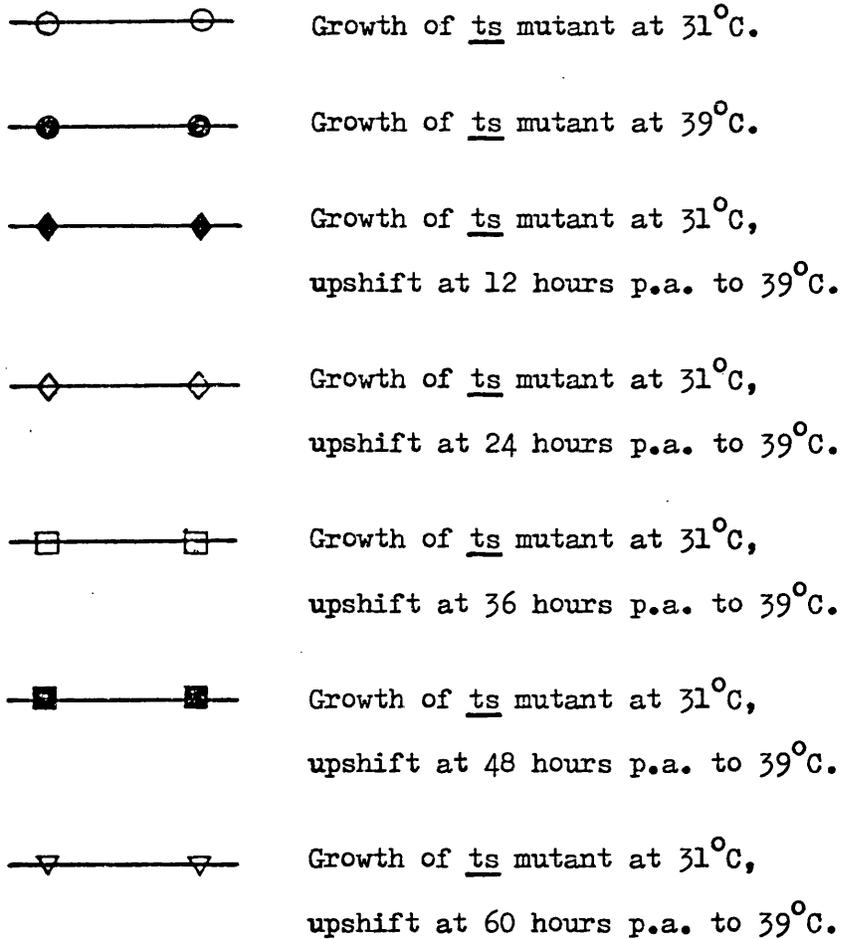 Growth of ts mutant at 31°C.
Growth of ts mutant at 39°C.
Growth of ts mutant at 31°C,
upshift at 12 hours p.a. to 39°C.
Growth of ts mutant at 31°C,
upshift at 24 hours p.a. to 39°C.
Growth of ts mutant at 31°C,
upshift at 36 hours p.a. to 39°C.
Growth of ts mutant at 31°C,
upshift at 48 hours p.a. to 39°C.
Growth of ts mutant at 31°C,
upshift at 60 hours p.a. to 39°C.